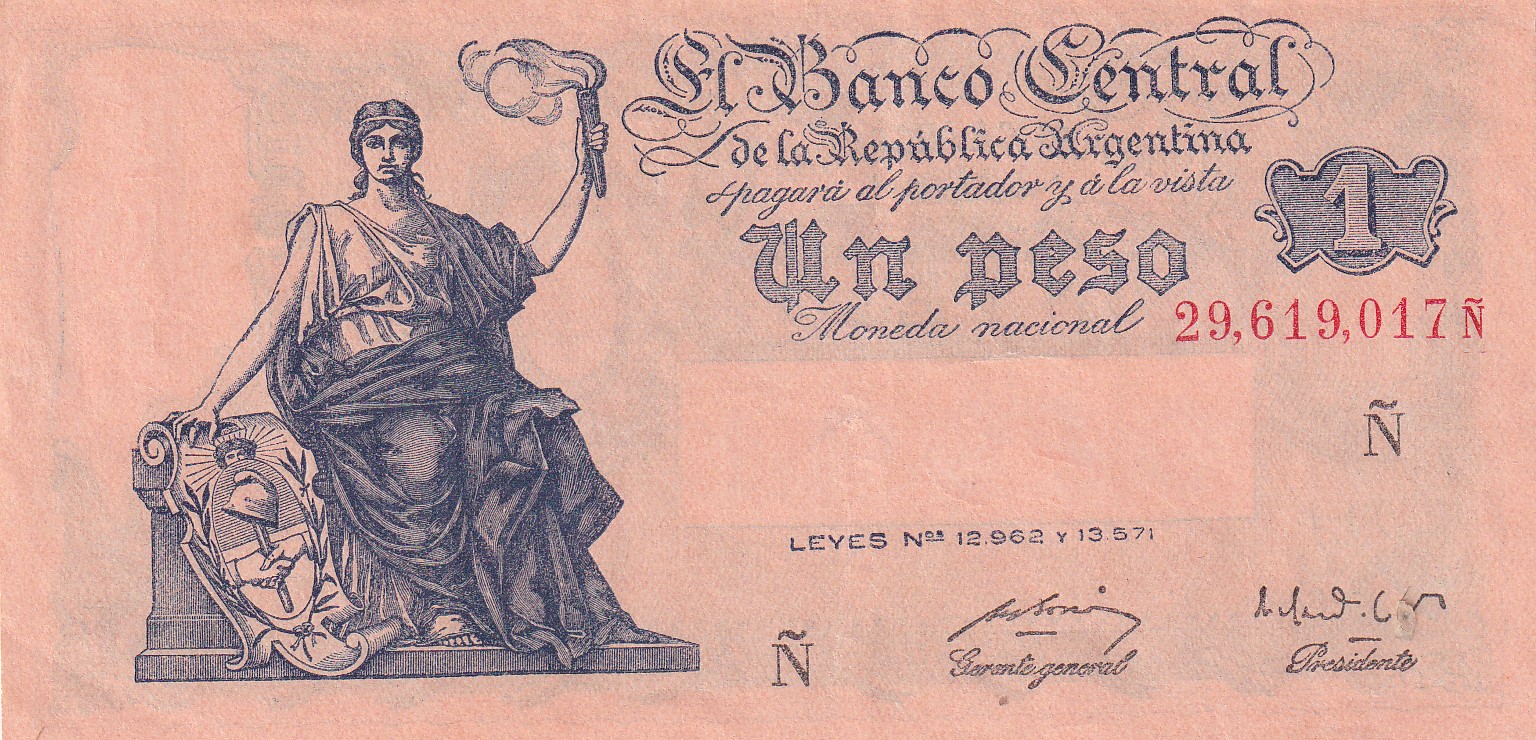 El Banco Central
de la República Argentina
pagará al portador y á la vista
1
Un peso
Moneda nacional
29,619,017 Ñ
Ñ
LEYES Nos 12.962 Y 13.571
Ñ
Gerente general
Presidente